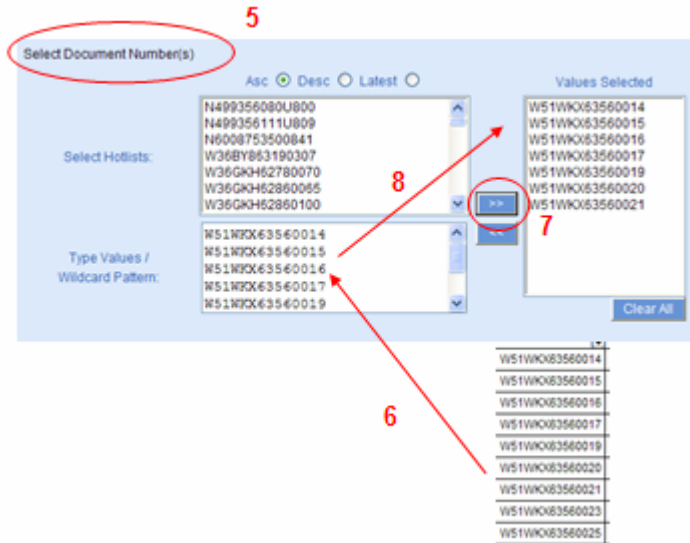 5
Select Document Number(s)
Asc Desc Latest
Values Selected
Select Hotlists:
N499356080U800
N499356111U809
N6008753500841
W36BY863190307
W36GKH62780070
W36GKH62860065
W36GKH62860100
8
>>
<<
7
W51WKX63560014
W51WKX63560015
W51WKX63560016
W51WKX63560017
W51WKX63560019
W51WKX63560020
W51WKX63560021
Type Values /
Wildcard Pattern:
W51WKX63560014
W51WKX63560015
W51WKX63560016
W51WKX63560017
W51WKX63560019
Clear All
6
W51WKX63560014
W51WKX63560015
W51WKX63560016
W51WKX63560017
W51WKX63560019
W51WKX63560020
W51WKX63560021
W51WKX63560023
W51WKX63560025